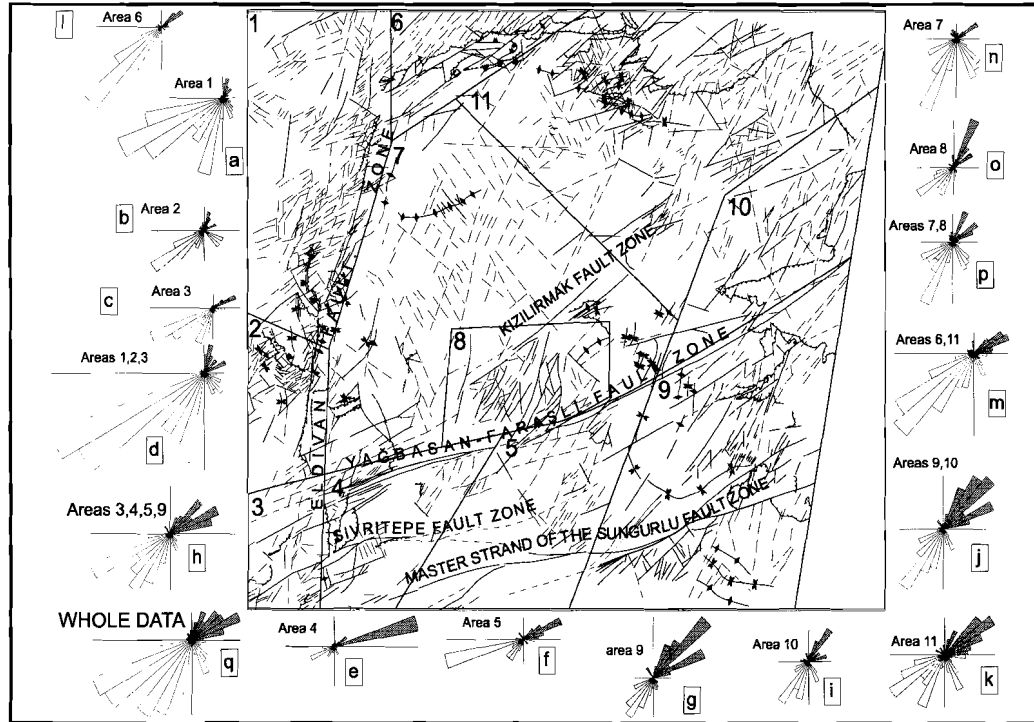 l
Area 6
Area 1
a
b
Area 2
c
Area 3
Areas 1,2,3
d
Areas 3,4,5,9
h
WHOLE DATA
q
1
6
11
7
ZONE
10
KIZILIRMAK FAULT ZONE
2
8
ELDIVAN
YAĞBASAN-FARAŞLI FAULT ZONE
9
5
3
4
SIVRITEPE FAULT ZONE
MASTER STRAND OF THE SUNGURLU FAULT ZONE
Area 7
n
Area 8
o
Areas 7,8
p
Areas 6,11
m
Areas 9,10
j
Area 4
e
Area 5
f
area 9
g
Area 10
i
Area 11
k